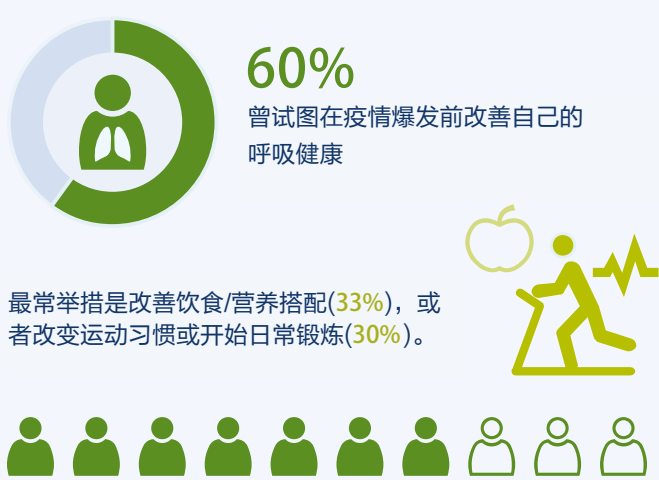 60%
曾试图在疫情爆发前改善自己的
呼吸健康
最常举措是改善饮食/营养搭配(33%)，或
者改变运动习惯或开始日常锻炼(30%)。